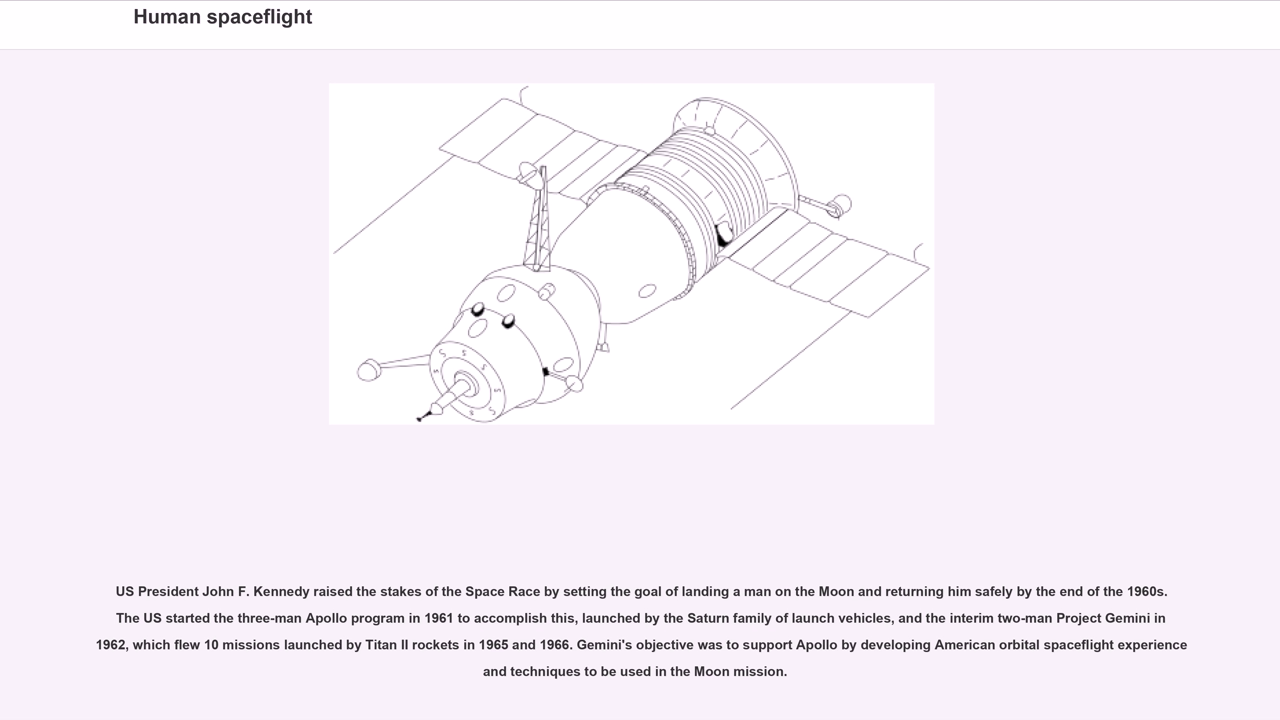 Human spaceflight
US President John F. Kennedy raised the stakes of the Space Race by setting the goal of landing a man on the Moon and returning him safely by the end of the 1960s.
The US started the three-man Apollo program in 1961 to accomplish this, launched by the Saturn family of launch vehicles, and the interim two-man Project Gemini in
1962, which flew 10 missions launched by Titan II rockets in 1965 and 1966. Gemini's objective was to support Apollo by developing American orbital spaceflight experience
and techniques to be used in the Moon mission.